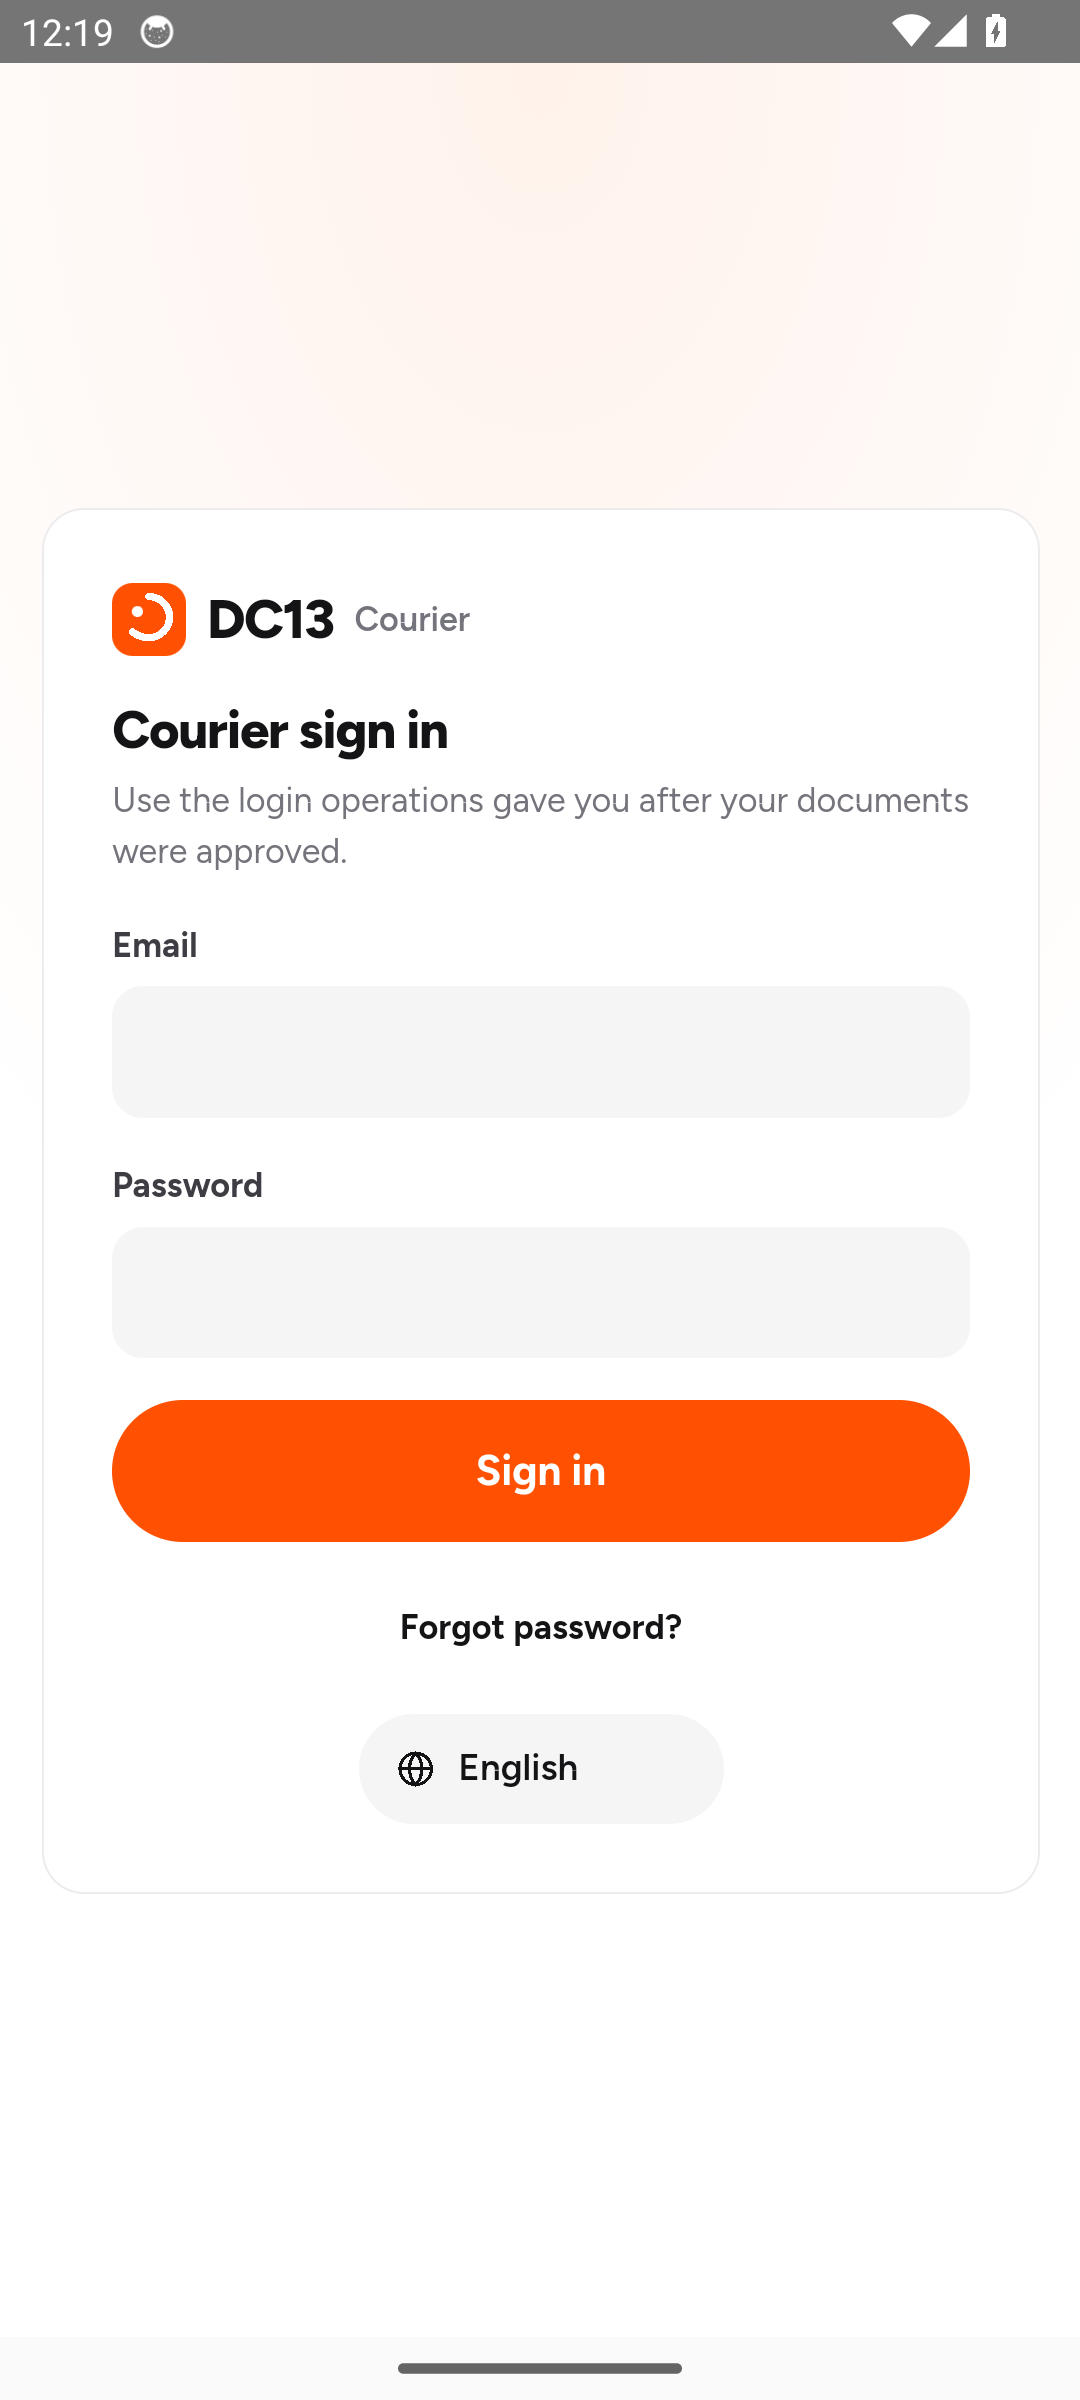 12:19
DC13 Courier
Courier sign in
Use the login operations gave you after your documents
were approved.
Email
Password
Sign in
Forgot password?
English